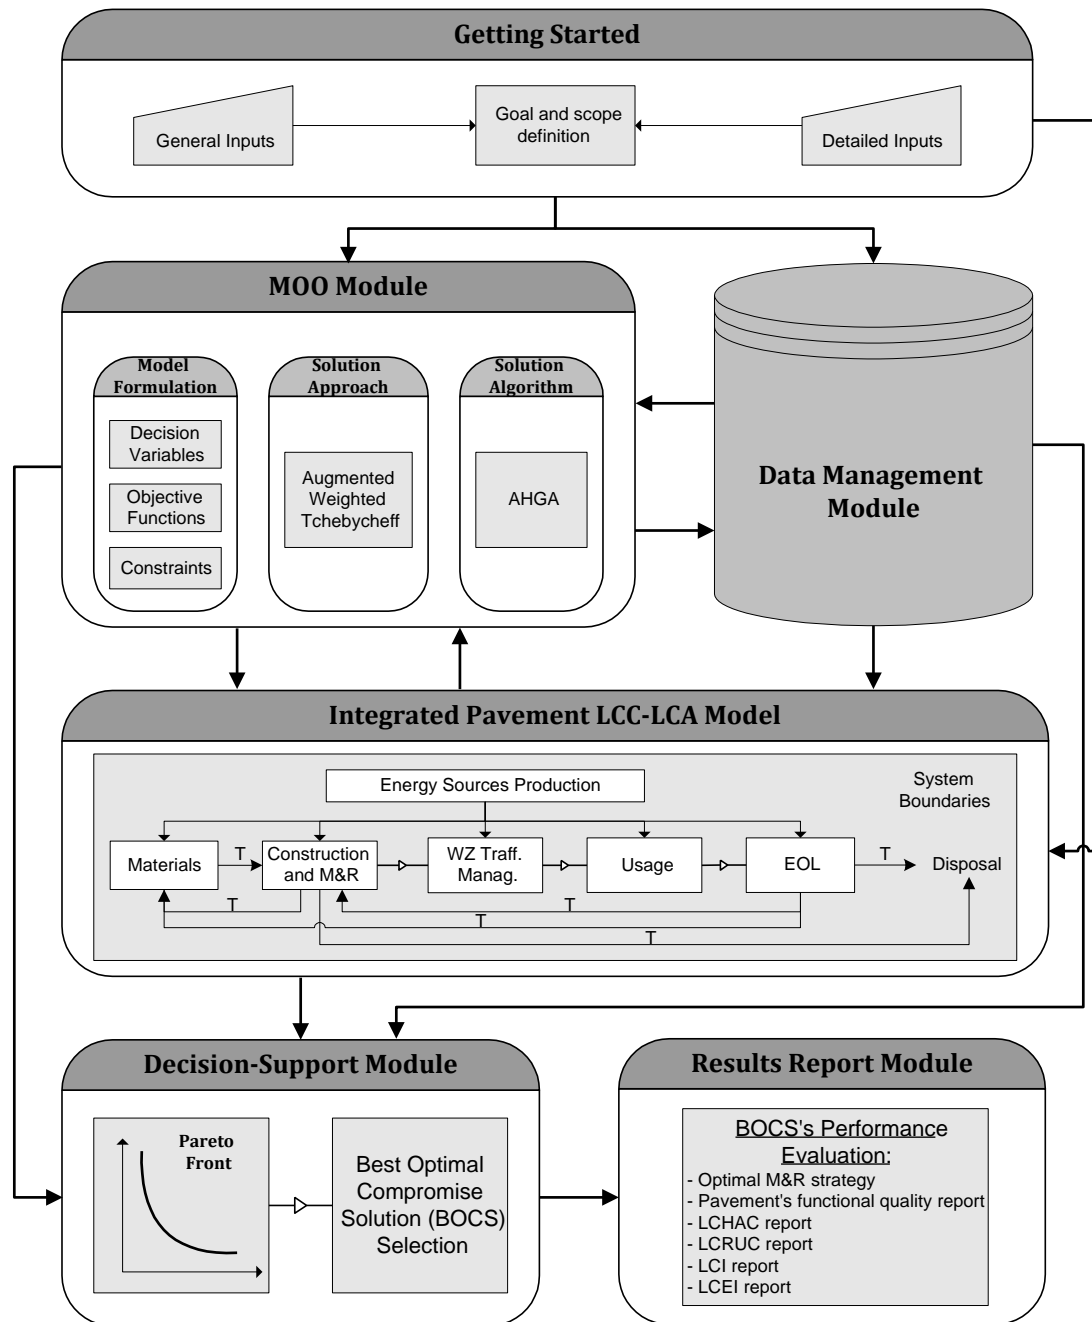 Getting Started
General Inputs
Goal and scope
definition
Detailed Inputs
MOO Module
Model
Formulation
Decision
Variables
Objective
Functions
Constraints
Solution
Approach
Augmented
Weighted
Tchebycheff
Solution
Algorithm
AHGA
Data Management
Module
Integrated Pavement LCC-LCA Model
Energy Sources Production
System
Boundaries
Materials
T
Construction
and M&R
WZ Traff.
Manag.
Usage
EOL
T
Disposal
T
T
T
T
Decision-Support Module
Pareto
Front
Best Optimal
Compromise
Solution (BOCS)
Selection
Results Report Module
BOCS's Performance
Evaluation:
- Optimal M&R strategy
- Pavement's functional quality report
- LCHAC report
- LCRUC report
- LCI report
- LCEI report